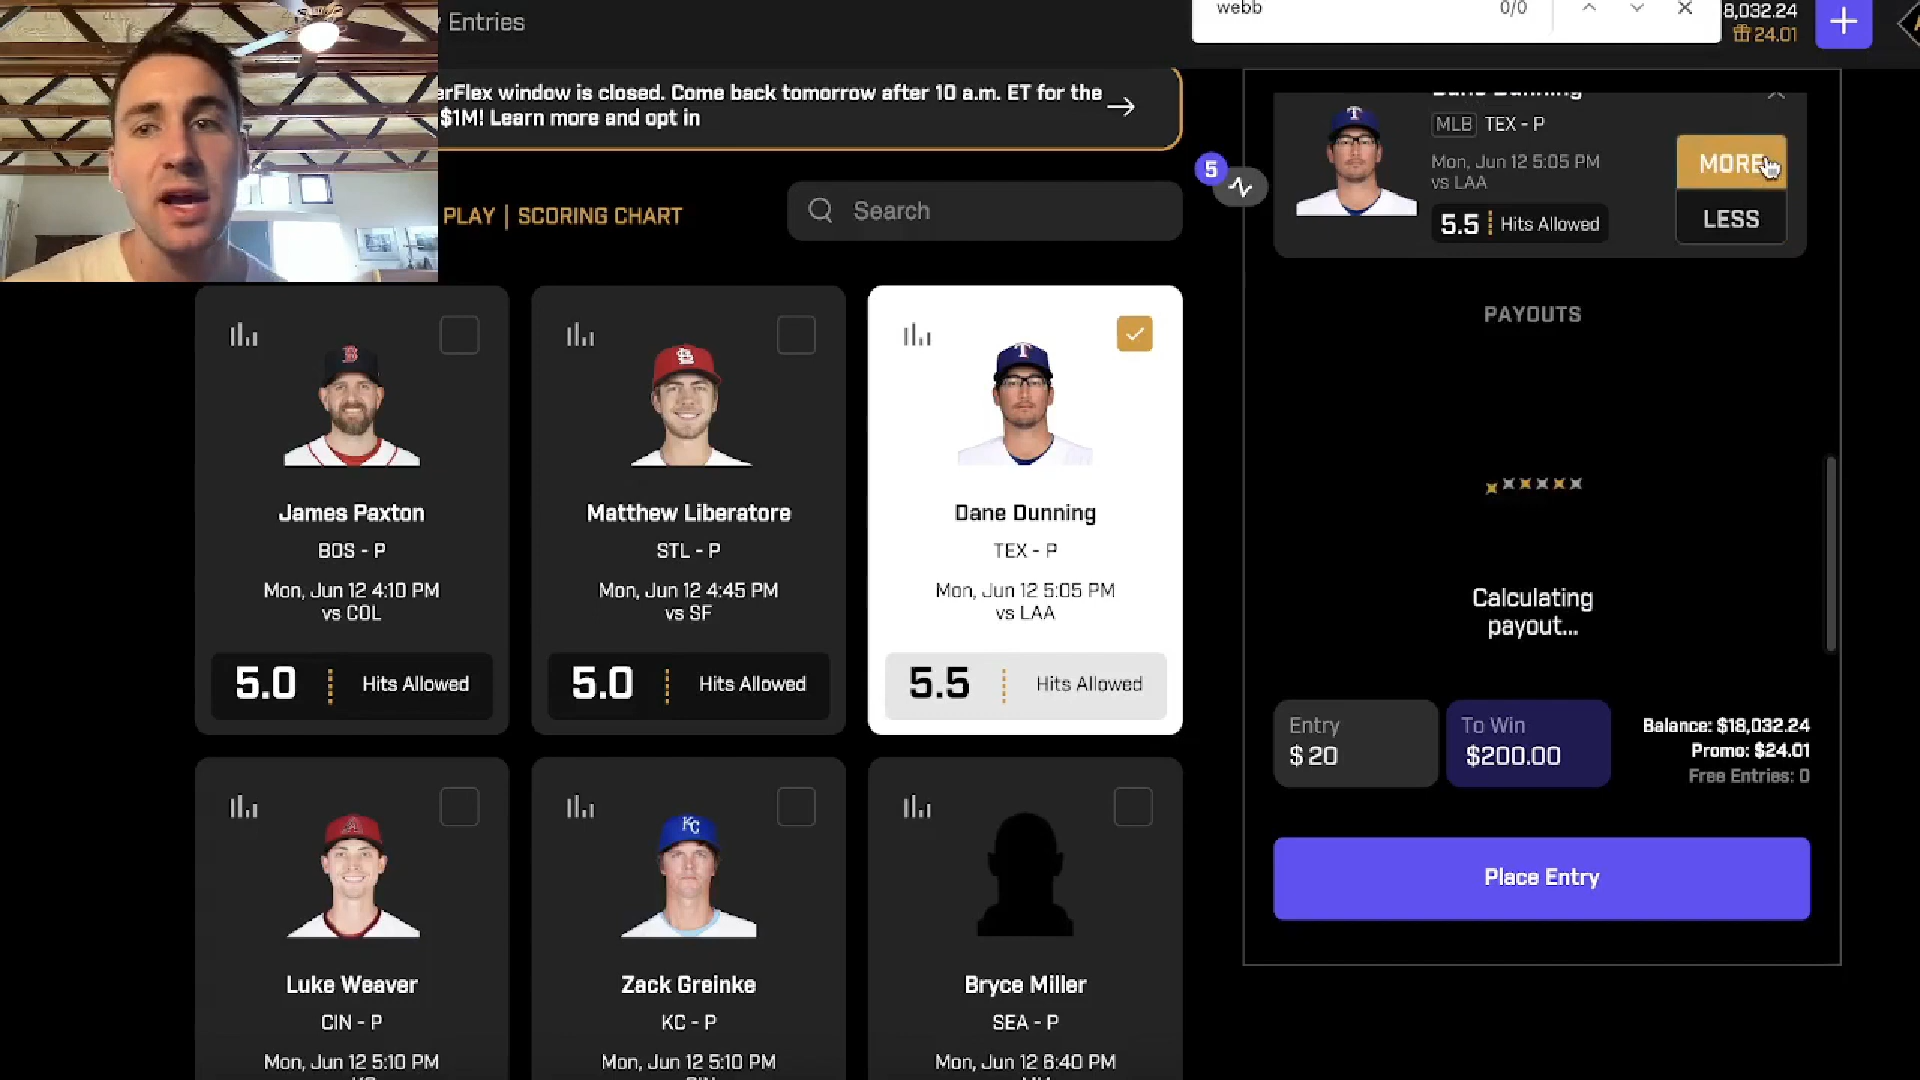 Entries
webb
0/0
8,032.24
24.01
erFlex window is closed. Come back tomorrow after 10 a.m. ET for the
$1M! Learn more and opt in
PLAY | SCORING CHART
Search
5
Dane Dunning
MLB TEX - P
Mon, Jun 12 5:05 PM
vs LAA
5.5 Hits Allowed
MORE
LESS
PAYOUTS
Calculating
payout...
Entry
$ 20
To Win
$200.00
Balance: $18,032.24
Promo: $24.01
Free Entries: 0
Place Entry
James Paxton
BOS - P
Mon, Jun 12 4:10 PM
vs COL
5.0 Hits Allowed
Matthew Liberatore
STL - P
Mon, Jun 12 4:45 PM
vs SF
5.0 Hits Allowed
Dane Dunning
TEX - P
Mon, Jun 12 5:05 PM
vs LAA
5.5 Hits Allowed
Luke Weaver
CIN - P
Mon, Jun 12 5:10 PM
Zack Greinke
KC - P
Mon, Jun 12 5:10 PM
Bryce Miller
SEA - P
Mon, Jun 12 6:40 PM